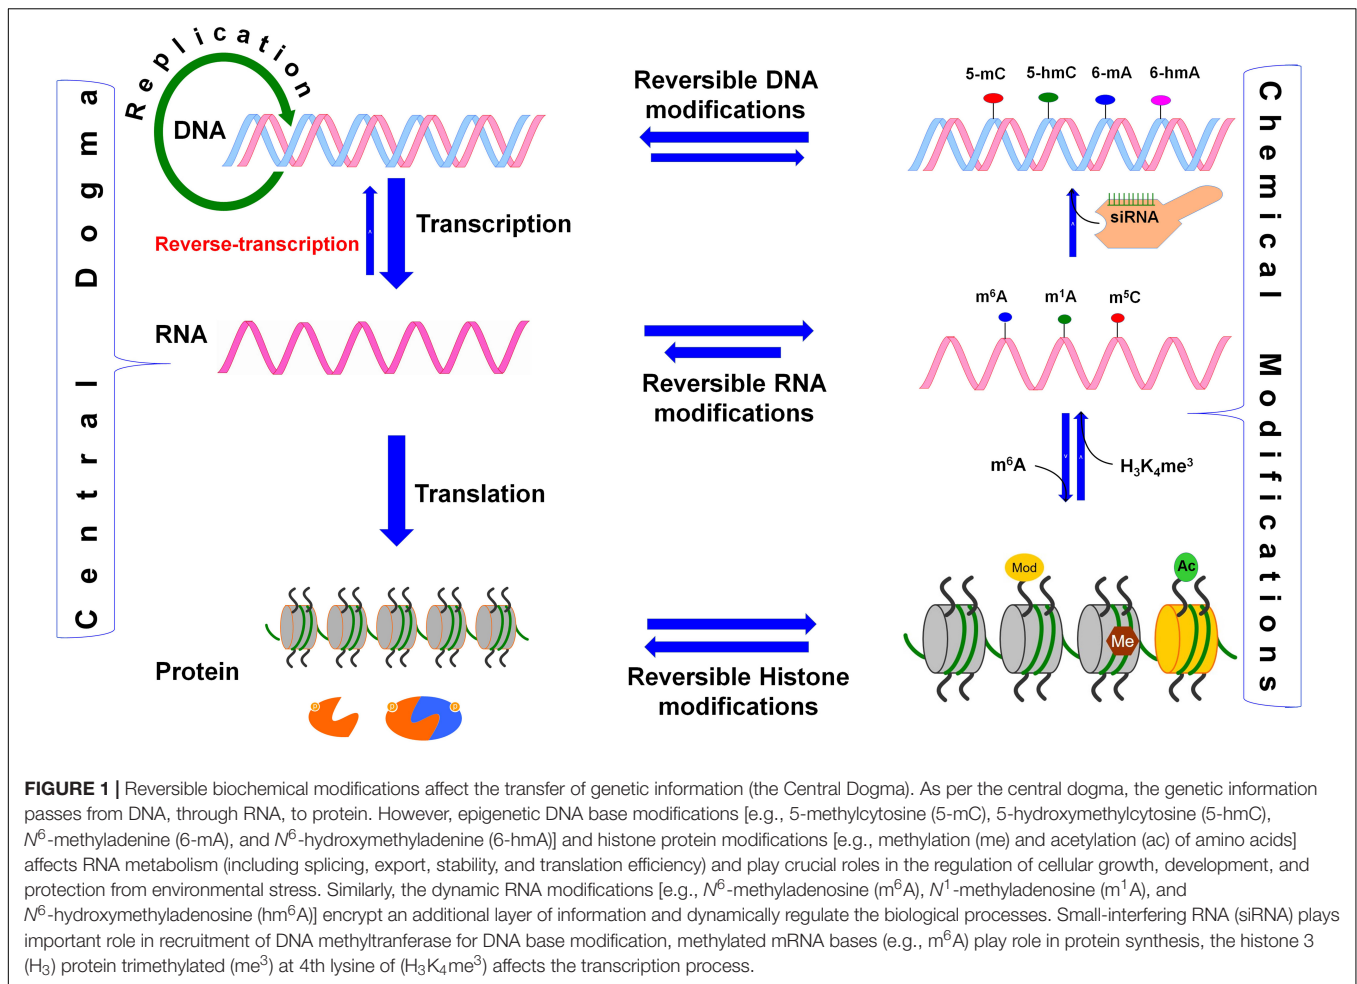 Replication
Central Dogma
DNA
Reversible DNA
modifications
5-mC 5-hmC 6-mA 6-hmA
Chemical Modifications
Transcription
Reverse-transcription
siRNA
RNA
m⁶A m¹A m⁵C
Reversible RNA
modifications
Translation
m⁶A
H₃K₄me³
Mod
Ac
Me
Protein
Reversible Histone
modifications
FIGURE 1 | Reversible biochemical modifications affect the transfer of genetic information (the Central Dogma). As per the central dogma, the genetic information
passes from DNA, through RNA, to protein. However, epigenetic DNA base modifications [e.g., 5-methylcytosine (5-mC), 5-hydroxymethylcytosine (5-hmC),
N⁶-methyladenine (6-mA), and N⁶-hydroxymethyladenine (6-hmA)] and histone protein modifications [e.g., methylation (me) and acetylation (ac) of amino acids]
affects RNA metabolism (including splicing, export, stability, and translation efficiency) and play crucial roles in the regulation of cellular growth, development, and
protection from environmental stress. Similarly, the dynamic RNA modifications [e.g., N⁶-methyladenosine (m⁶A), N¹-methyladenosine (m¹A), and
N⁶-hydroxymethyladenosine (hm⁶A)] encrypt an additional layer of information and dynamically regulate the biological processes. Small-interfering RNA (siRNA) plays
important role in recruitment of DNA methyltranferase for DNA base modification, methylated mRNA bases (e.g., m⁶A) play role in protein synthesis, the histone 3
(H₃) protein trimethylated (me³) at 4th lysine of (H₃K₄me³) affects the transcription process.